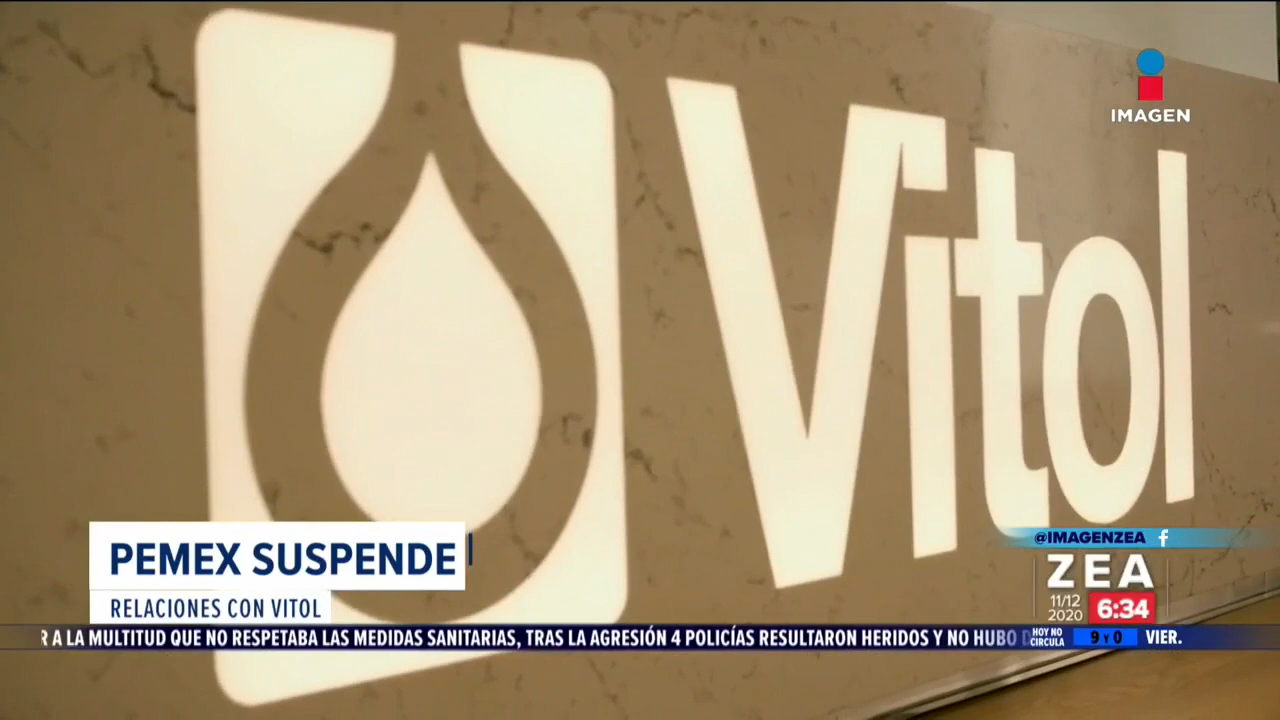 Vitol
IMAGEN
PEMEX SUSPENDE
RELACIONES CON VITOL
@IMAGENZEA f
ZEA
11/12
2020
6:34
A LA MULTITUD QUE NO RESPETABA LAS MEDIDAS SANITARIAS, TRAS LA AGRESIÓN 4 POLICÍAS RESULTARON HERIDOS Y NO HUBO
HOY NO
CIRCULA
9 Y 0
VIER.